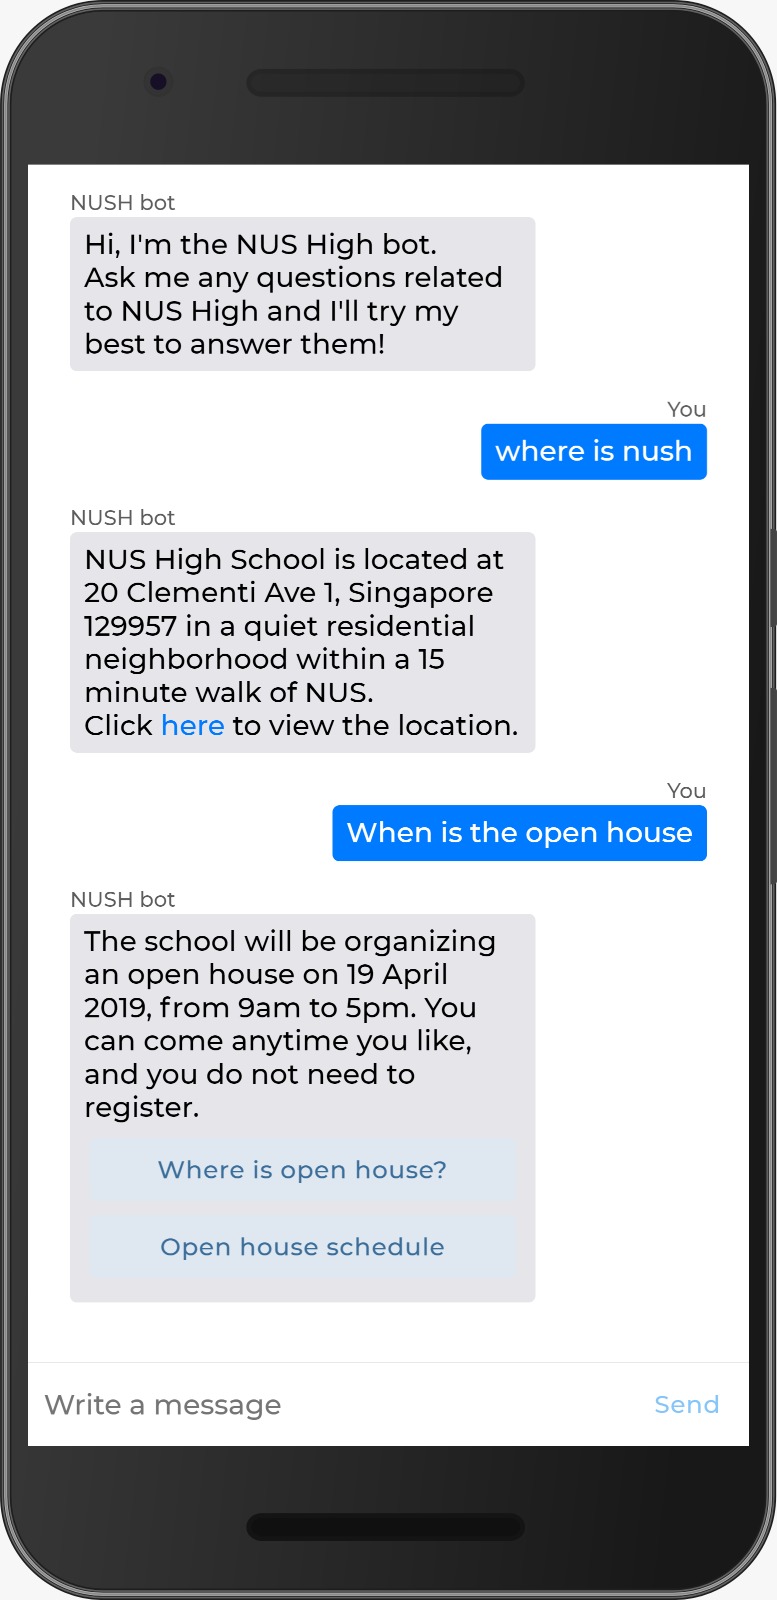 NUSH bot
Hi, I'm the NUS High bot.
Ask me any questions related
to NUS High and I'll try my
best to answer them!
You
where is nush
NUSH bot
NUS High School is located at
20 Clementi Ave 1, Singapore
129957 in a quiet residential
neighborhood within a 15
minute walk of NUS.
Click here to view the location.
You
When is the open house
NUSH bot
The school will be organizing
an open house on 19 April
2019, from 9am to 5pm. You
can come anytime you like,
and you do not need to
register.
Where is open house?
Open house schedule
Write a message
Send